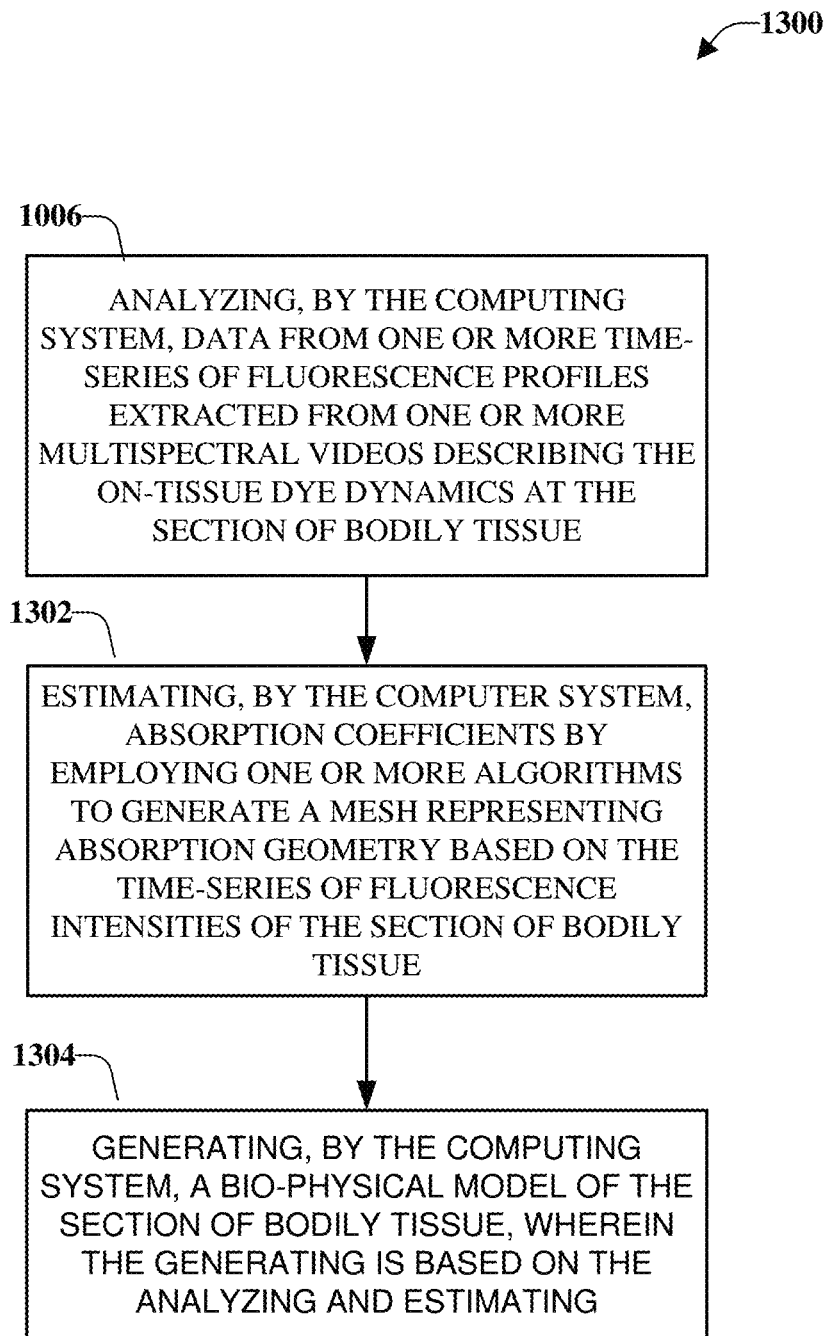 1300
1006
ANALYZING, BY THE COMPUTING
SYSTEM, DATA FROM ONE OR MORE TIME-
SERIES OF FLUORESCENCE PROFILES
EXTRACTED FROM ONE OR MORE
MULTISPECTRAL VIDEOS DESCRIBING THE
ON-TISSUE DYE DYNAMICS AT THE
SECTION OF BODILY TISSUE
1302
ESTIMATING, BY THE COMPUTER SYSTEM,
ABSORPTION COEFFICIENTS BY
EMPLOYING ONE OR MORE ALGORITHMS
TO GENERATE A MESH REPRESENTING
ABSORPTION GEOMETRY BASED ON THE
TIME-SERIES OF FLUORESCENCE
INTENSITIES OF THE SECTION OF BODILY
TISSUE
1304
GENERATING, BY THE COMPUTING
SYSTEM, A BIO-PHYSICAL MODEL OF THE
SECTION OF BODILY TISSUE, WHEREIN
THE GENERATING IS BASED ON THE
ANALYZING AND ESTIMATING